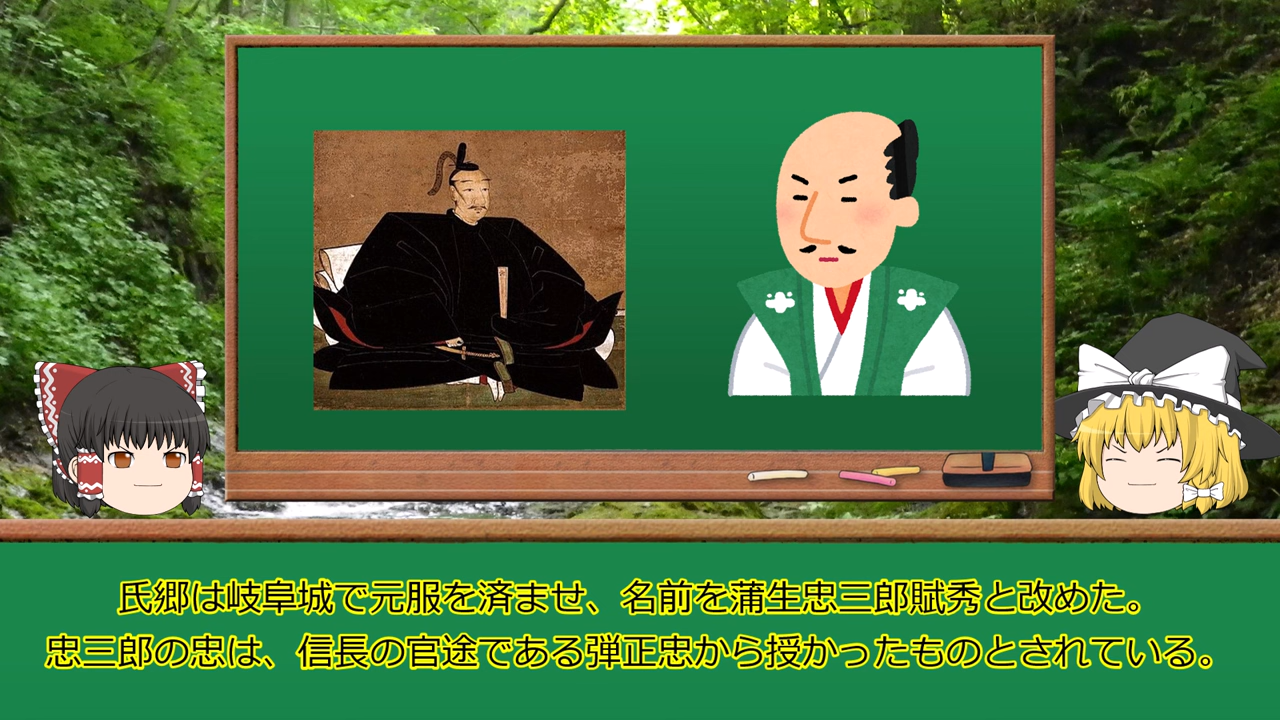 氏郷は岐阜城で元服を済ませ、名前を蒲生忠三郎賦秀と改めた。
忠三郎の忠は、信長の官途である弾正忠から授かったものとされている。